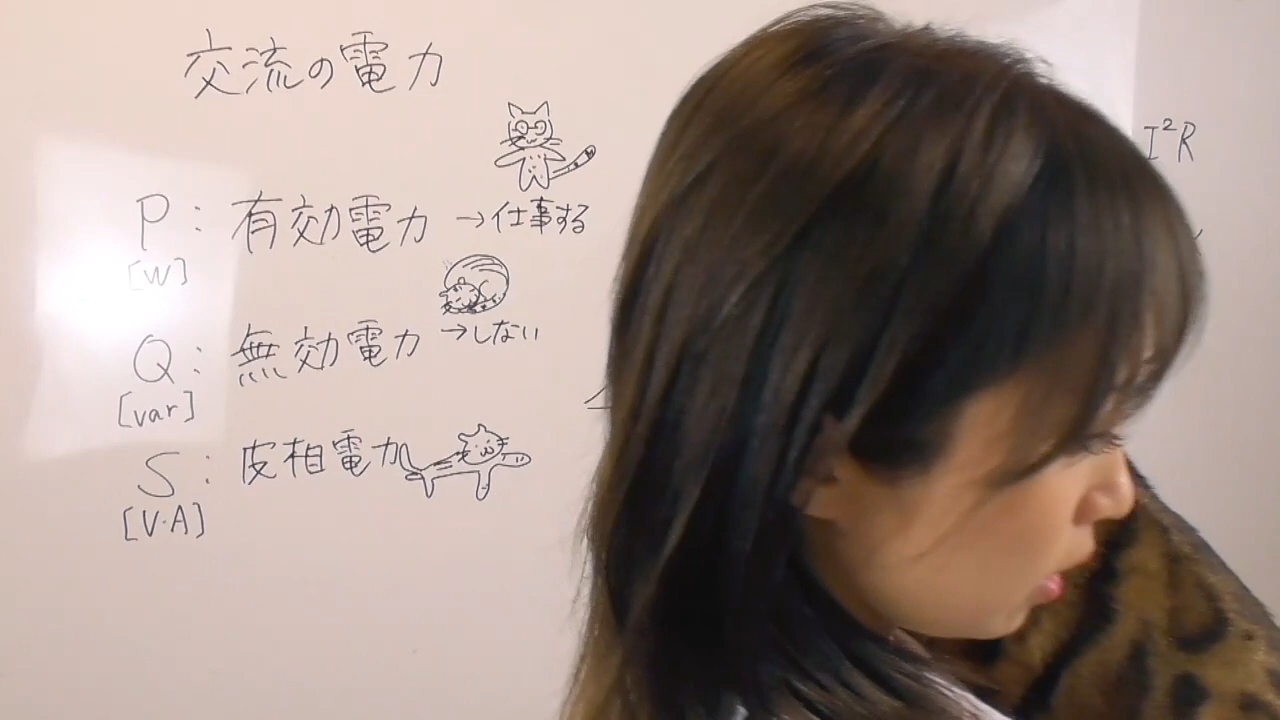 交流の電力
P: 有効電力 →仕事する
[W]
Q: 無効電力 →しない
[var]
S: 皮相電力
[V·A]
I²R